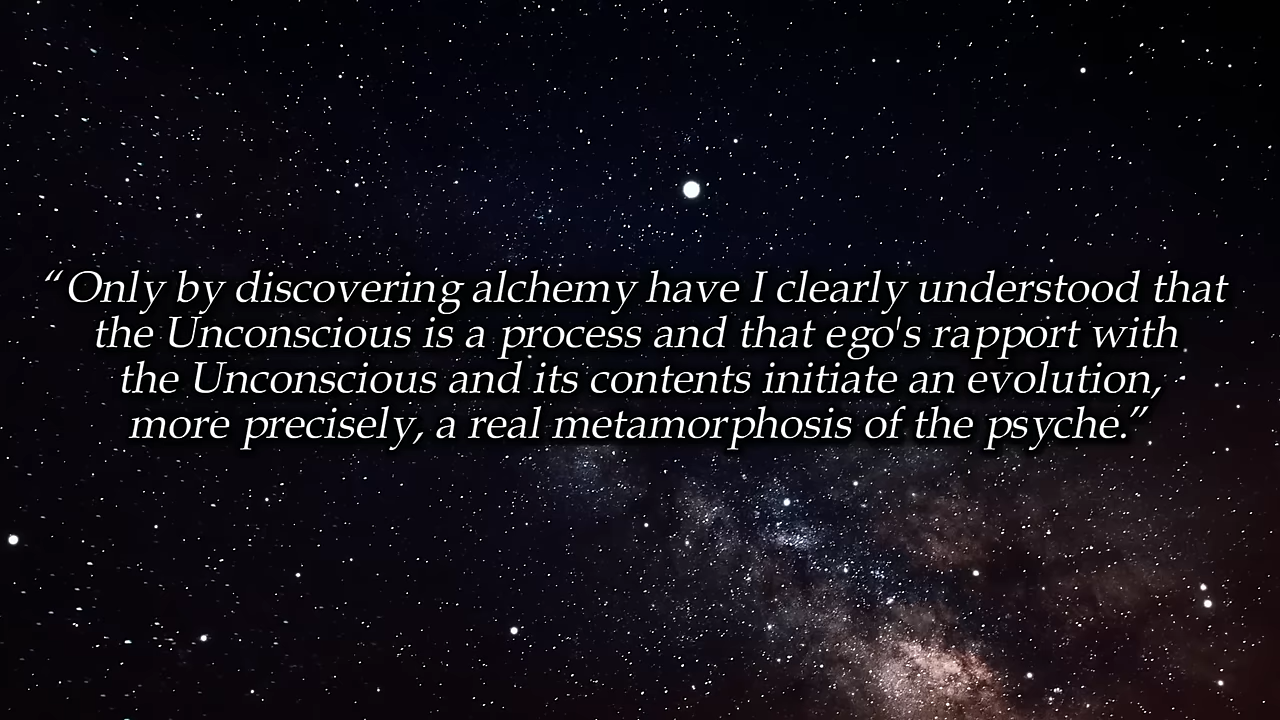 “Only by discovering alchemy have I clearly understood that
the Unconscious is a process and that ego's rapport with
the Unconscious and its contents initiate an evolution,
more precisely, a real metamorphosis of the psyche.”